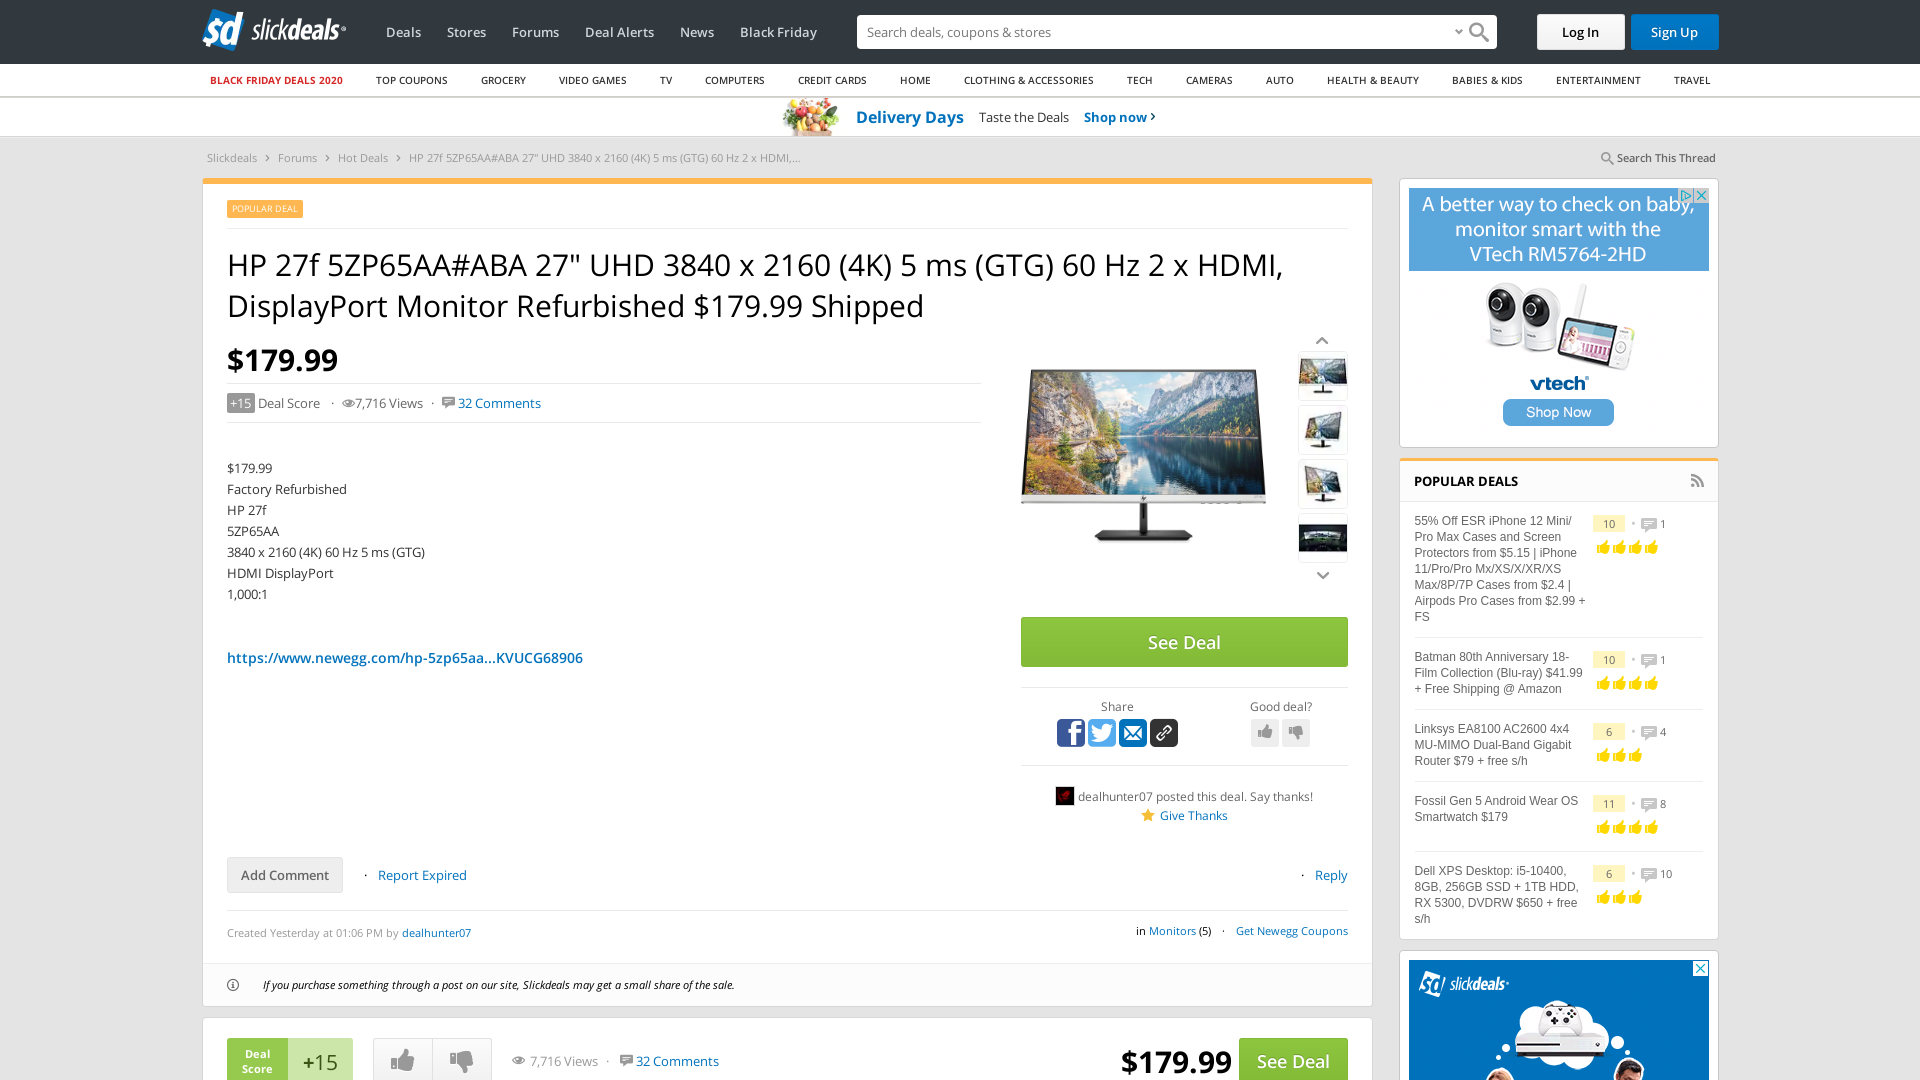 sd slickdeals
Deals Stores Forums Deal Alerts News Black Friday Search deals, coupons & stores Log In Sign Up
BLACK FRIDAY DEALS 2020 TOP COUPONS GROCERY VIDEO GAMES TV COMPUTERS CREDIT CARDS HOME CLOTHING & ACCESSORIES TECH CAMERAS AUTO HEALTH & BEAUTY BABIES & KIDS ENTERTAINMENT TRAVEL
Delivery Days Taste the Deals Shop now ›
Slickdeals › Forums › Hot Deals › HP 27f 5ZP65AA#ABA 27" UHD 3840 x 2160 (4K) 5 ms (GTG) 60 Hz 2 x HDMI,...
Search This Thread
POPULAR DEAL
HP 27f 5ZP65AA#ABA 27" UHD 3840 x 2160 (4K) 5 ms (GTG) 60 Hz 2 x HDMI,
DisplayPort Monitor Refurbished $179.99 Shipped
$179.99
+15 Deal Score · 7,716 Views · 32 Comments
$179.99
Factory Refurbished
HP 27f
5ZP65AA
3840 x 2160 (4K) 60 Hz 5 ms (GTG)
HDMI DisplayPort
1,000:1
https://www.newegg.com/hp-5zp65aa...KVUCG68906
See Deal
Share
Good deal?
dealhunter07 posted this deal. Say thanks!
Give Thanks
Add Comment · Report Expired
· Reply
Created Yesterday at 01:06 PM by dealhunter07
in Monitors (5) · Get Newegg Coupons
If you purchase something through a post on our site, Slickdeals may get a small share of the sale.
Deal
Score
+15
7,716 Views · 32 Comments
$179.99
See Deal
A better way to check on baby,
monitor smart with the
VTech RM5764-2HD
vtech
Shop Now
POPULAR DEALS
55% Off ESR iPhone 12 Mini/
Pro Max Cases and Screen
Protectors from $5.15 | iPhone
11/Pro/Pro Mx/XS/X/XR/XS
Max/8P/7P Cases from $2.4 |
Airpods Pro Cases from $2.99 +
FS
10 · 1
Batman 80th Anniversary 18-
Film Collection (Blu-ray) $41.99
+ Free Shipping @ Amazon
10 · 1
Linksys EA8100 AC2600 4x4
MU-MIMO Dual-Band Gigabit
Router $79 + free s/h
6 · 4
Fossil Gen 5 Android Wear OS
Smartwatch $179
11 · 8
Dell XPS Desktop: i5-10400,
8GB, 256GB SSD + 1TB HDD,
RX 5300, DVDRW $650 + free
s/h
6 · 10
sd slickdeals